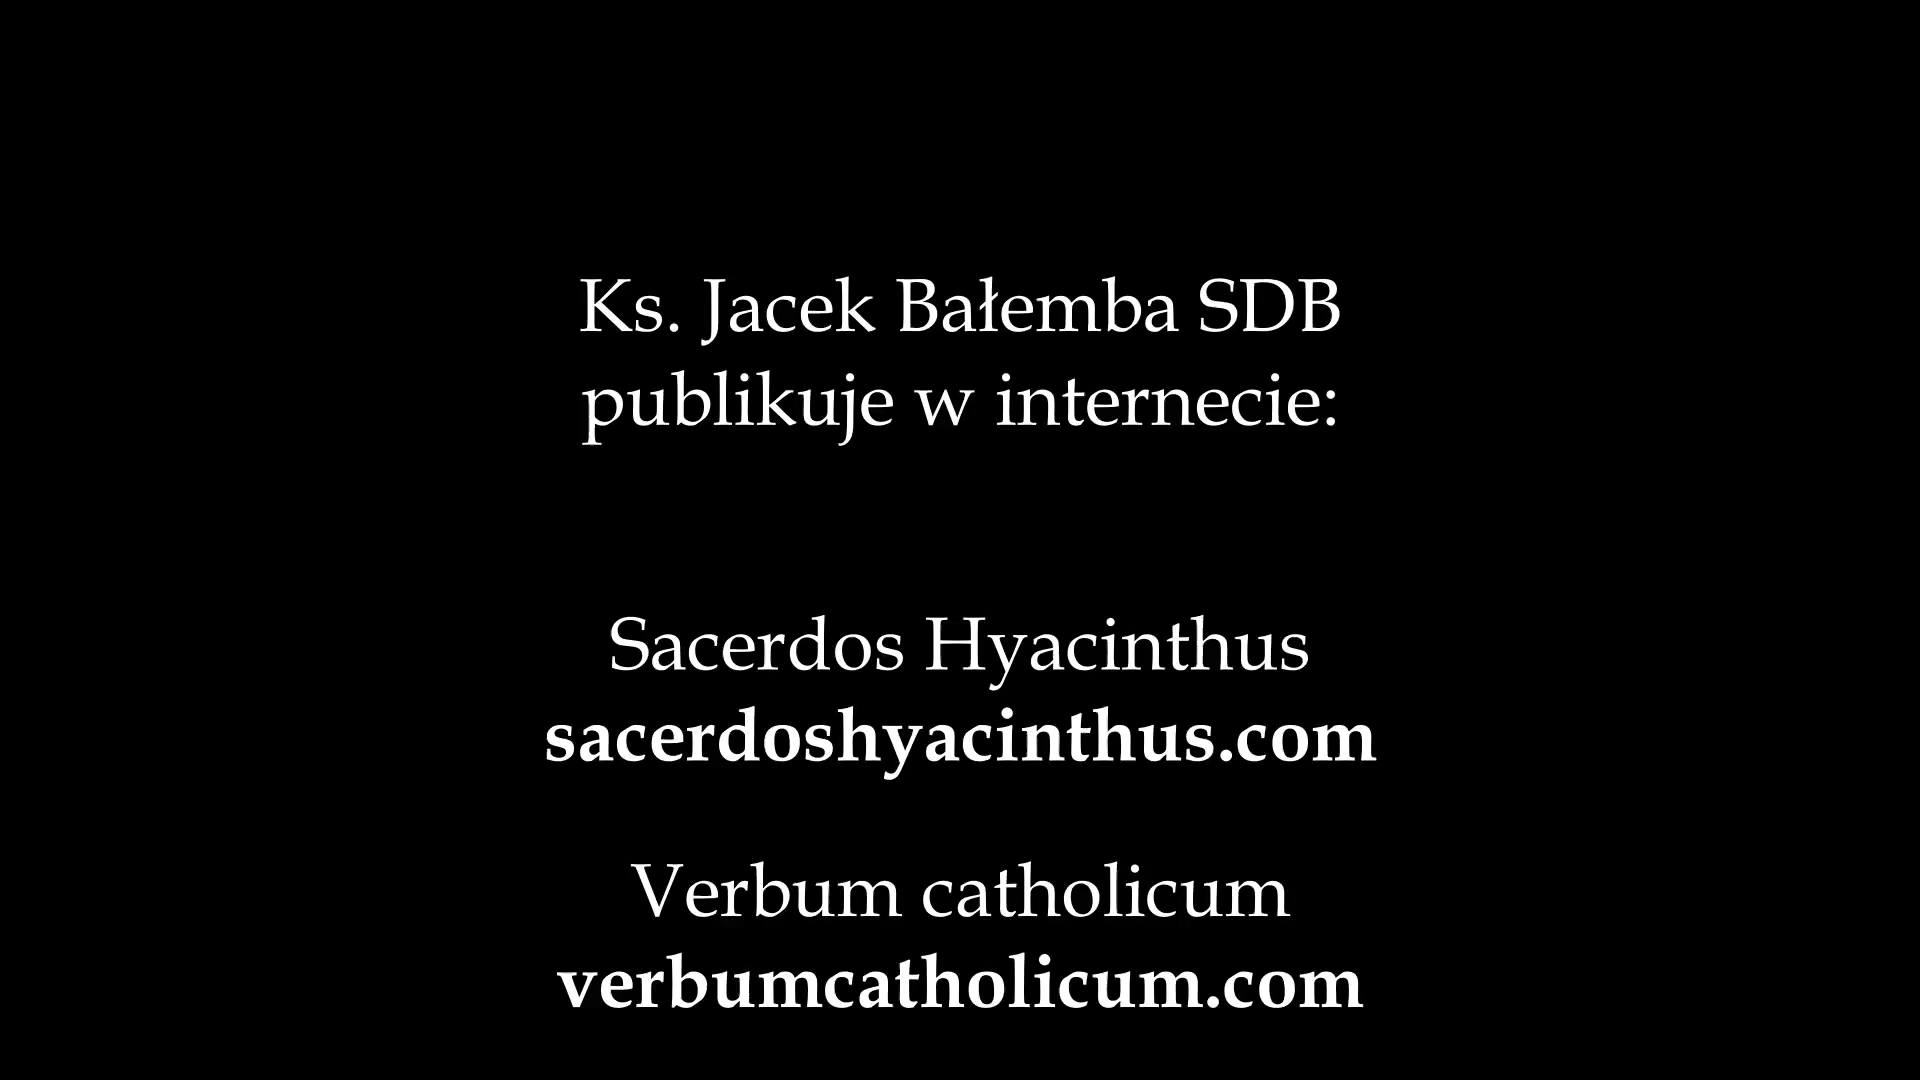 Ks. Jacek Bałemba SDB
publikuje w internecie:
Sacerdos Hyacinthus
sacerdoshyacinthus.com
Verbum catholicum
verbumcatholicum.com